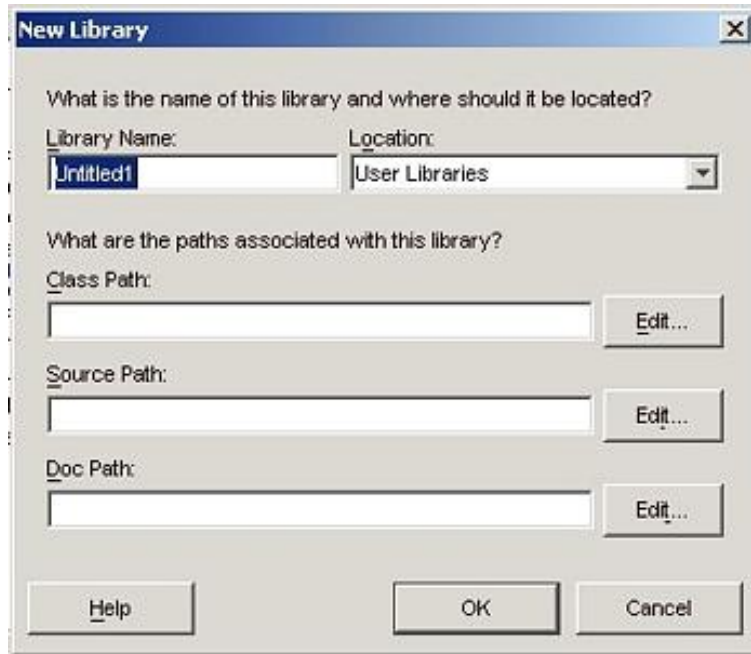 New Library
What is the name of this library and where should it be located?
Library Name: Location:
Untitled1 User Libraries
What are the paths associated with this library?
Class Path:
Edit...
Source Path:
Edit...
Doc Path:
Edit...
Help OK Cancel